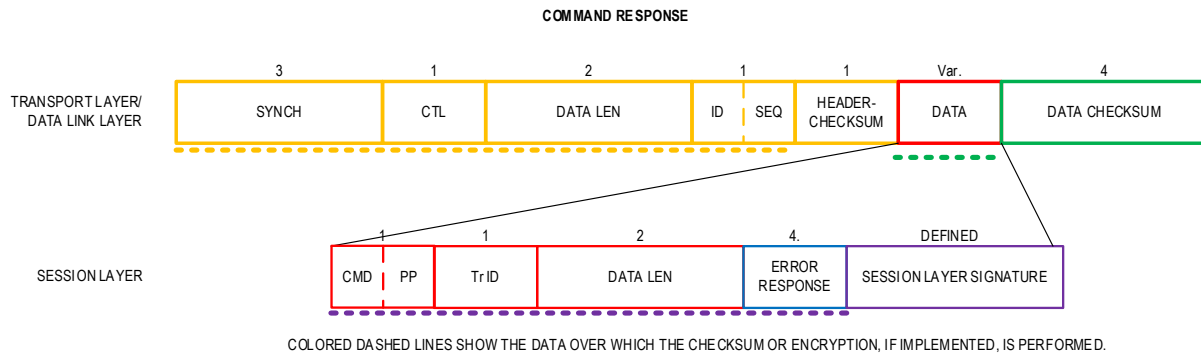 COMMAND RESPONSE
3 1 2 1 1 Var. 4
TRANSPORT LAYER/
DATA LINK LAYER
SYNCH CTL DATA LEN ID SEQ HEADER-
CHECKSUM DATA DATA CHECKSUM
1 1 2 4. DEFINED
SESSION LAYER CMD PP Tr ID DATA LEN ERROR
RESPONSE SESSION LAYER SIGNATURE
COLORED DASHED LINES SHOW THE DATA OVER WHICH THE CHECKSUM OR ENCRYPTION, IF IMPLEMENTED, IS PERFORMED.